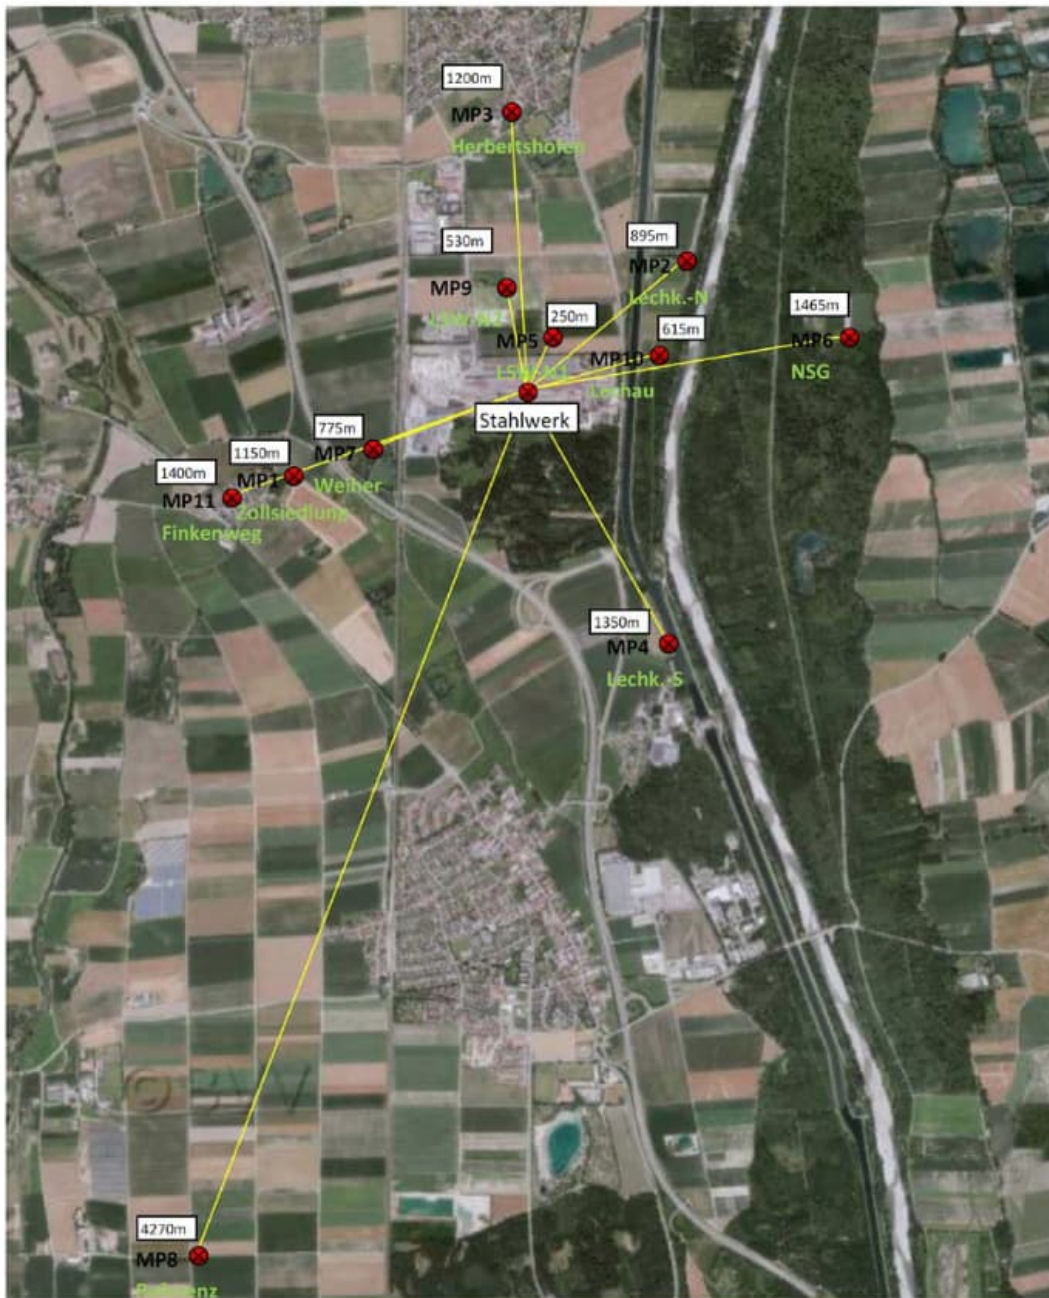 1200m
MP3
Herbertshofen
530m
MP9
895m
MP2
Lechk.-N
250m
MP5
615m
MP10
Lechau
1465m
MP6
NSG
Stahlwerk
775m
MP7
Weiher
1150m
MP1
Zollsiedlung
1400m
MP11
Finkenweg
1350m
MP4
Lechk.-S
4270m
MP8